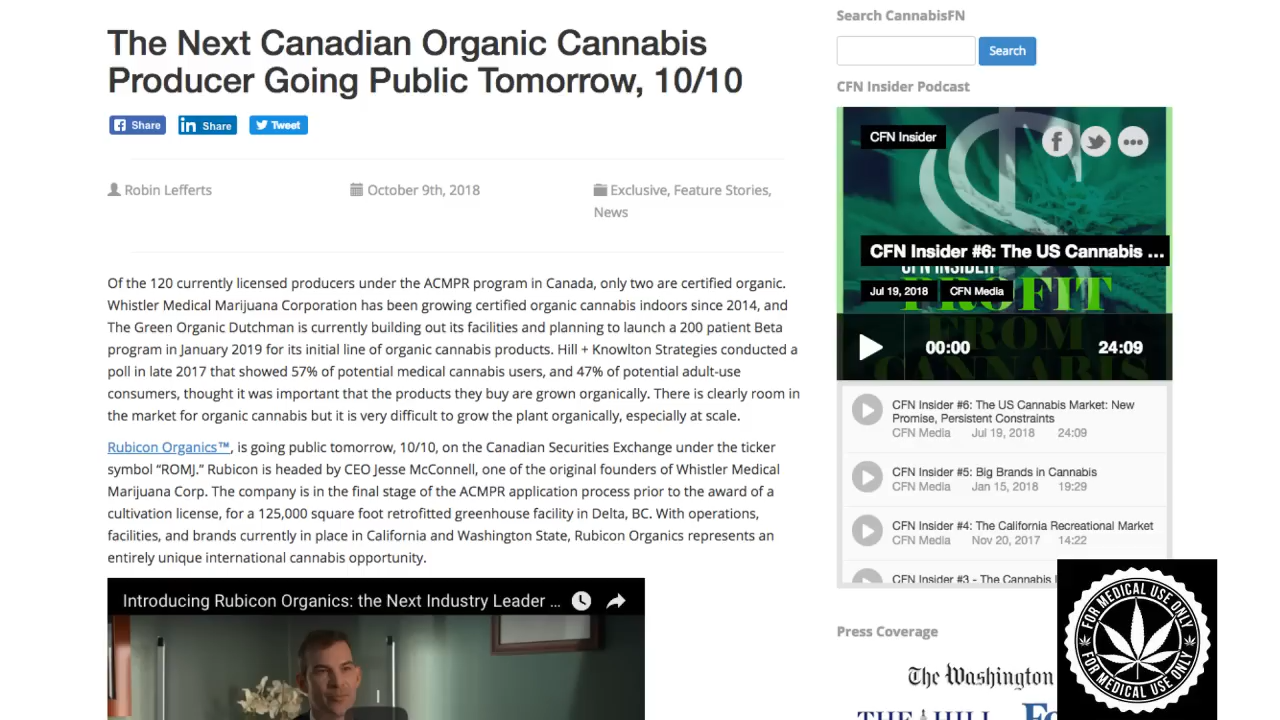 The Next Canadian Organic Cannabis
Producer Going Public Tomorrow, 10/10
Share
Share
Tweet
Robin Lefferts
October 9th, 2018
Exclusive, Feature Stories,
News
Of the 120 currently licensed producers under the ACMPR program in Canada, only two are certified organic.
Whistler Medical Marijuana Corporation has been growing certified organic cannabis indoors since 2014, and
The Green Organic Dutchman is currently building out its facilities and planning to launch a 200 patient Beta
program in January 2019 for its initial line of organic cannabis products. Hill + Knowlton Strategies conducted a
poll in late 2017 that showed 57% of potential medical cannabis users, and 47% of potential adult-use
consumers, thought it was important that the products they buy are grown organically. There is clearly room in
the market for organic cannabis but it is very difficult to grow the plant organically, especially at scale.
Rubicon Organics™, is going public tomorrow, 10/10, on the Canadian Securities Exchange under the ticker
symbol “ROMJ.” Rubicon is headed by CEO Jesse McConnell, one of the original founders of Whistler Medical
Marijuana Corp. The company is in the final stage of the ACMPR application process prior to the award of a
cultivation license, for a 125,000 square foot retrofitted greenhouse facility in Delta, BC. With operations,
facilities, and brands currently in place in California and Washington State, Rubicon Organics represents an
entirely unique international cannabis opportunity.
Introducing Rubicon Organics: the Next Industry Leader ...
Search CannabisFN
Search
CFN Insider Podcast
CFN Insider
CFN Insider #6: The US Cannabis ...
CFN INSIDER
Jul 19, 2018
CFN Media
PROFIT
FROM
CANNABIS
00:00
24:09
CFN Insider #6: The US Cannabis Market: New
Promise, Persistent Constraints
CFN Media Jul 19, 2018 24:09
CFN Insider #5: Big Brands in Cannabis
CFN Media Jan 15, 2018 19:29
CFN Insider #4: The California Recreational Market
CFN Media Nov 20, 2017 14:22
CFN Insider #3 - The Cannabis
Press Coverage
The Washington
THE HILL
FOR MEDICAL USE ONLY
FOR MEDICAL USE ONLY